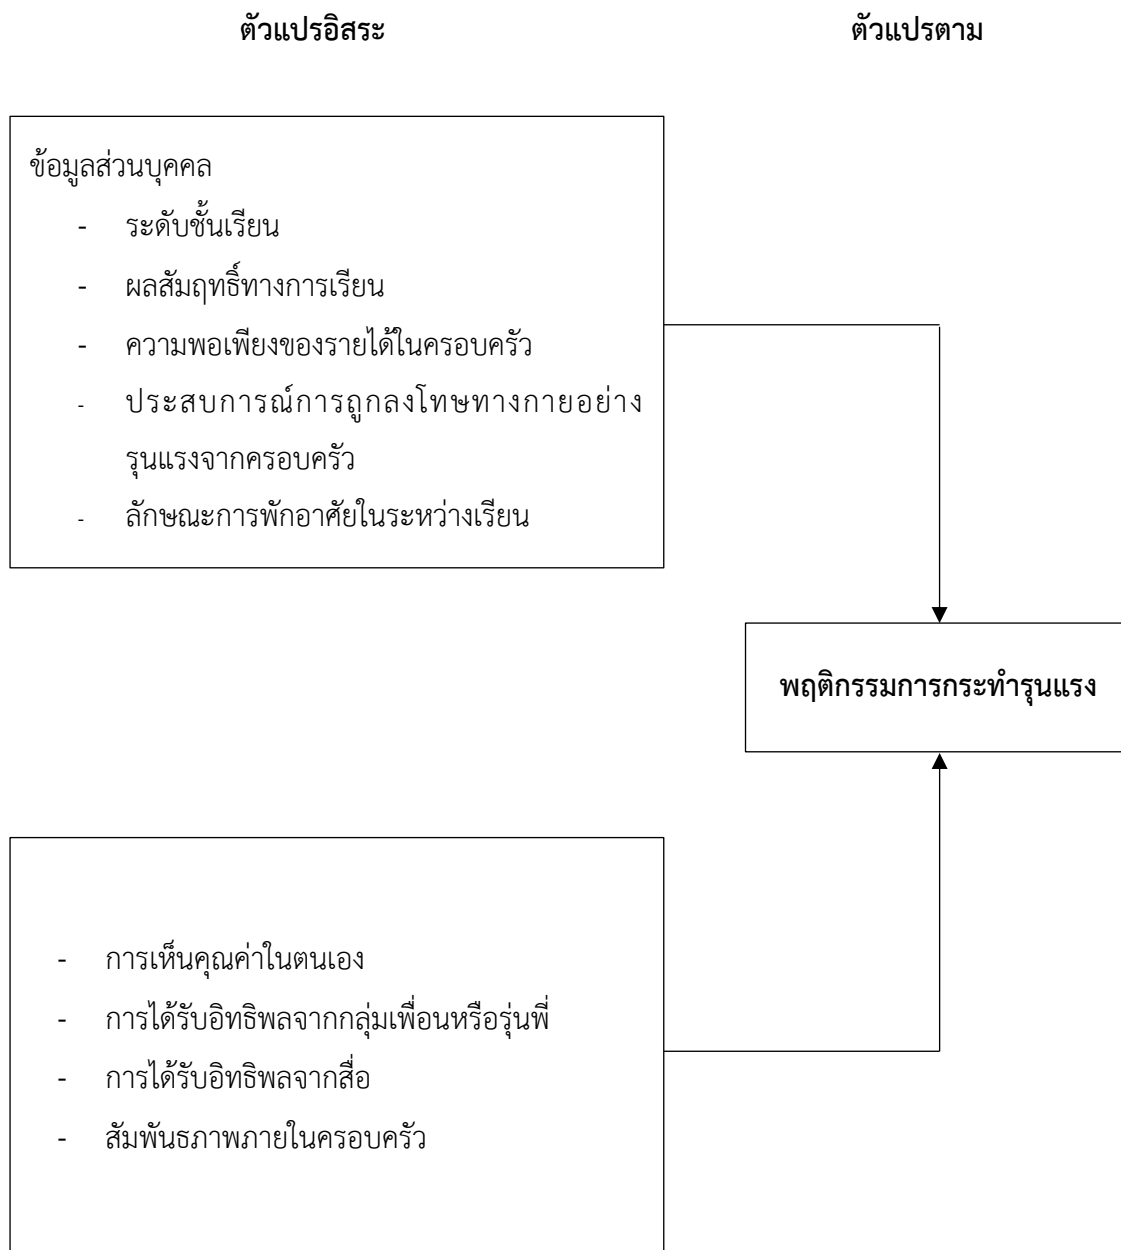 ตัวแปรอิสระ
ตัวแปรตาม
ข้อมูลส่วนบุคคล
- ระดับชั้นเรียน
- ผลสัมฤทธิ์ทางการเรียน
- ความพอเพียงของรายได้ในครอบครัว
- ประสบการณ์การถูกลงโทษทางกายอย่าง
รุนแรงจากครอบครัว
- ลักษณะการพักอาศัยในระหว่างเรียน
พฤติกรรมการกระทำรุนแรง
- การเห็นคุณค่าในตนเอง
- การได้รับอิทธิพลจากกลุ่มเพื่อนหรือรุ่นพี่
- การได้รับอิทธิพลจากสื่อ
- สัมพันธภาพภายในครอบครัว